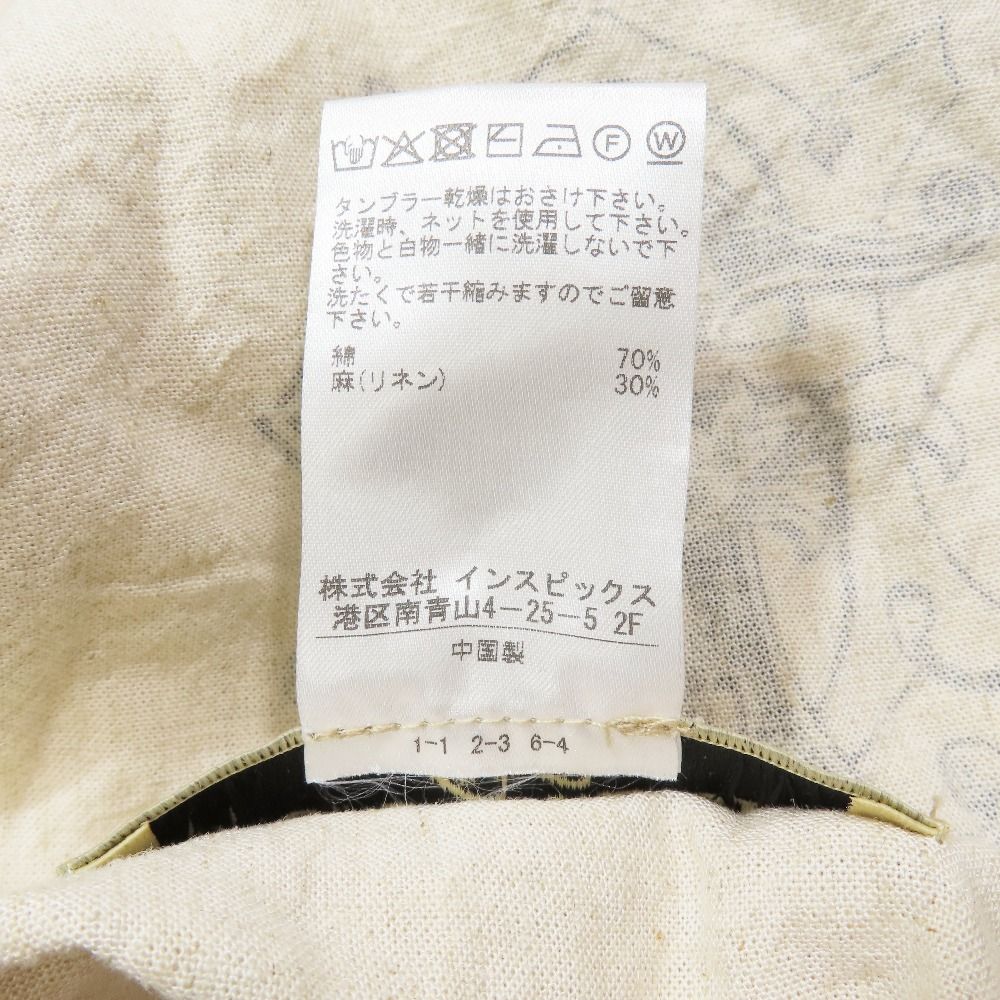 F W
タンブラー乾燥はおさけ下さい。
洗濯時、ネットを使用して下さい。
色物と白物一緒に洗濯しないで下
さい。
洗たくで若干縮みますのでご留意
下さい。
綿 70%
麻(リネン) 30%
株式会社 インスピックス
港区南青山4-25-5 2F
中国製
1-1 2-3 6-4